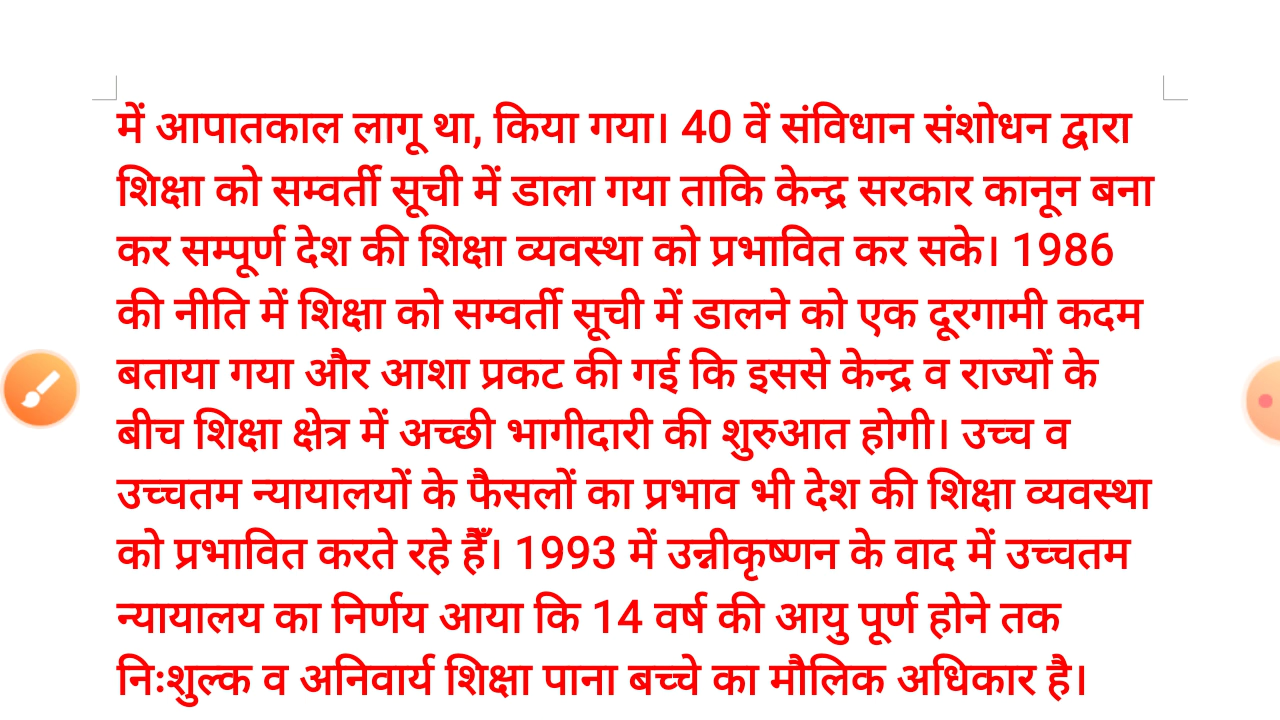 में आपातकाल लागू था, किया गया। 40 वें संविधान संशोधन द्वारा
शिक्षा को सम्वर्ती सूची में डाला गया ताकि केन्द्र सरकार कानून बना
कर सम्पूर्ण देश की शिक्षा व्यवस्था को प्रभावित कर सके। 1986
की नीति में शिक्षा को सम्वर्ती सूची में डालने को एक दूरगामी कदम
बताया गया और आशा प्रकट की गई कि इससे केन्द्र व राज्यों के
बीच शिक्षा क्षेत्र में अच्छी भागीदारी की शुरुआत होगी। उच्च व
उच्चतम न्यायालयों के फैसलों का प्रभाव भी देश की शिक्षा व्यवस्था
को प्रभावित करते रहे हैँ। 1993 में उन्नीकृष्णन के वाद में उच्चतम
न्यायालय का निर्णय आया कि 14 वर्ष की आयु पूर्ण होने तक
निःशुल्क व अनिवार्य शिक्षा पाना बच्चे का मौलिक अधिकार है।